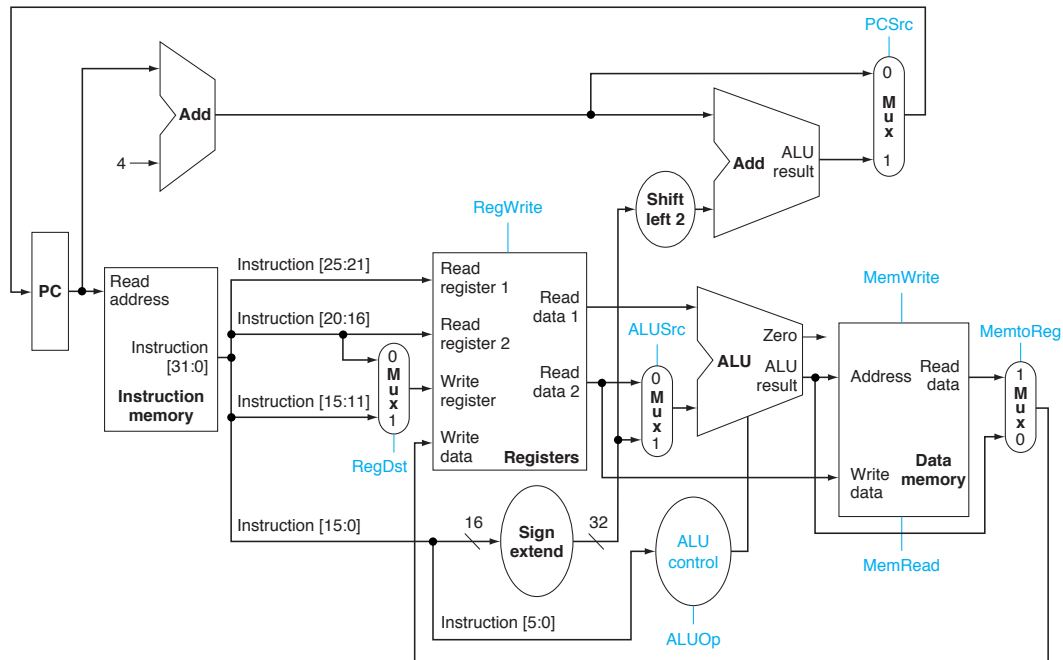 PCSrc
0
M
u
x
1
Add
4
Add
ALU
result
Shift
left 2
RegWrite
PC
Read
address
Instruction
[31:0]
Instruction
memory
Instruction [25:21]
Instruction [20:16]
Instruction [15:11]
Instruction [15:0]
0
M
u
x
1
RegDst
Read
register 1
Read
register 2
Write
register
Write
data
Read
data 1
Read
data 2
Registers
ALUSrc
0
M
u
x
1
ALU
Zero
ALU
result
MemWrite
Address
Read
data
Write
data
Data
memory
MemRead
MemtoReg
1
M
u
x
0
16
Sign
extend
32
ALU
control
Instruction [5:0]
ALUOp